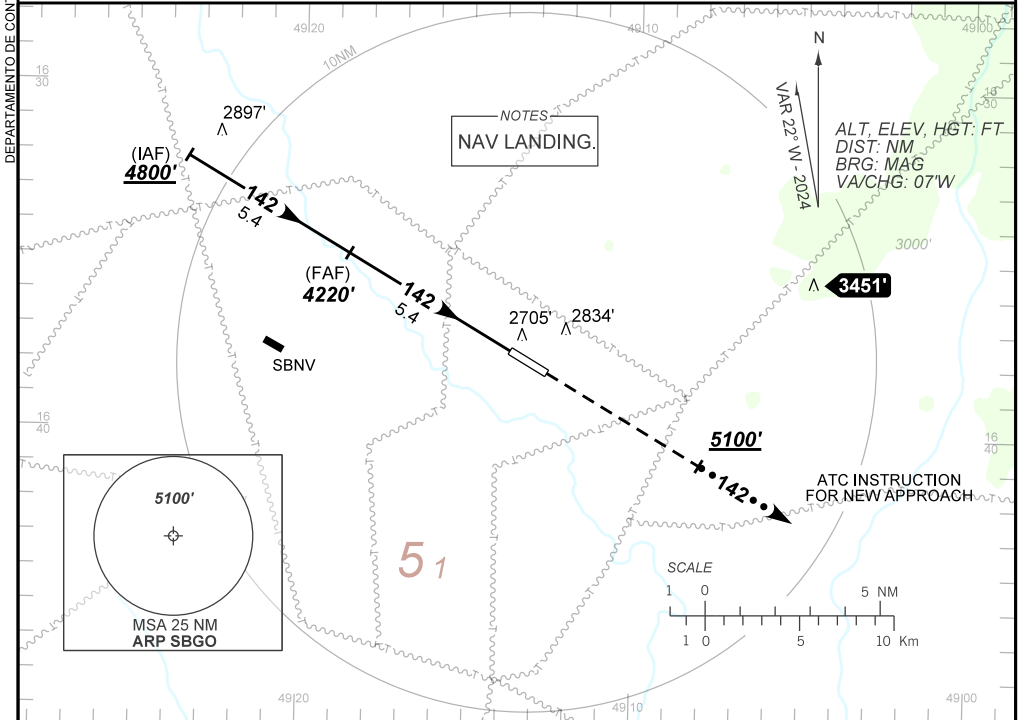 DEPARTAMENTO DE CONT
49 20
49 10
49 00
16
30
10NM
N
VAR 22° W - 2024
ALT, ELEV, HGT: FT
DIST: NM
BRG: MAG
VA/CHG: 07'W
NOTES
NAV LANDING.
2897'
(IAF)
4800'
142
5.4
(FAF)
4220'
142
5.4
3000'
3451'
2705'
2834'
SBNV
16
40
5100'
142
ATC INSTRUCTION
FOR NEW APPROACH
16
40
30
5100'
MSA 25 NM
ARP SBGO
5 1
SCALE
1 0 5 NM
1 0 5 10 Km
49 20
49 10
49 00